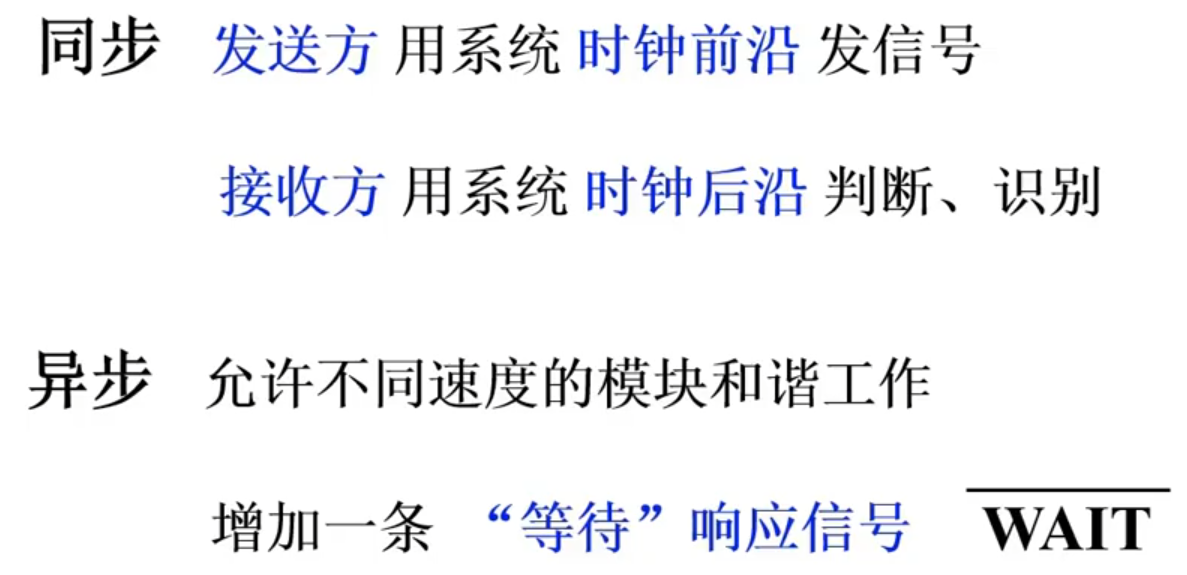 同步 发送方 用系统 时钟前沿 发信号
接收方 用系统 时钟后沿 判断、识别
异步 允许不同速度的模块和谐工作
增加一条 “等待”响应信号 WAIT